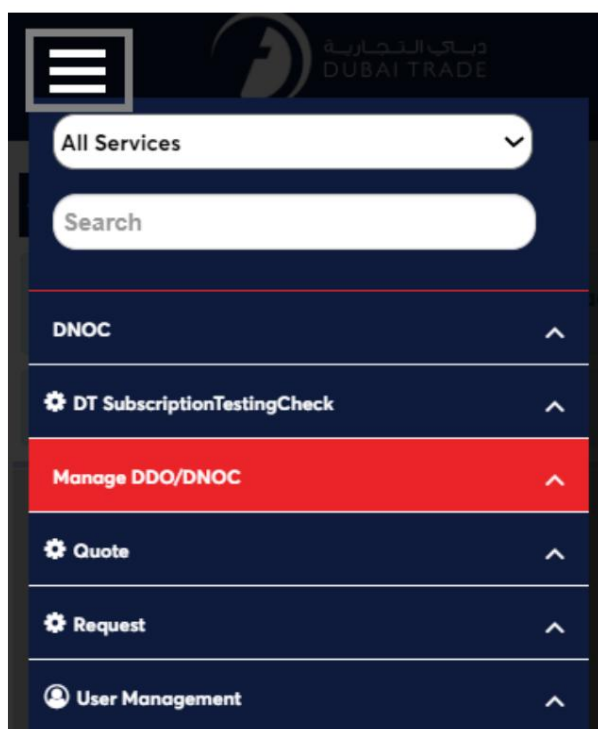 دبي التجارية
DUBAI TRADE
All Services
Search
DNOC
DT SubscriptionTestingCheck
Manage DDO/DNOC
Quote
Request
User Management